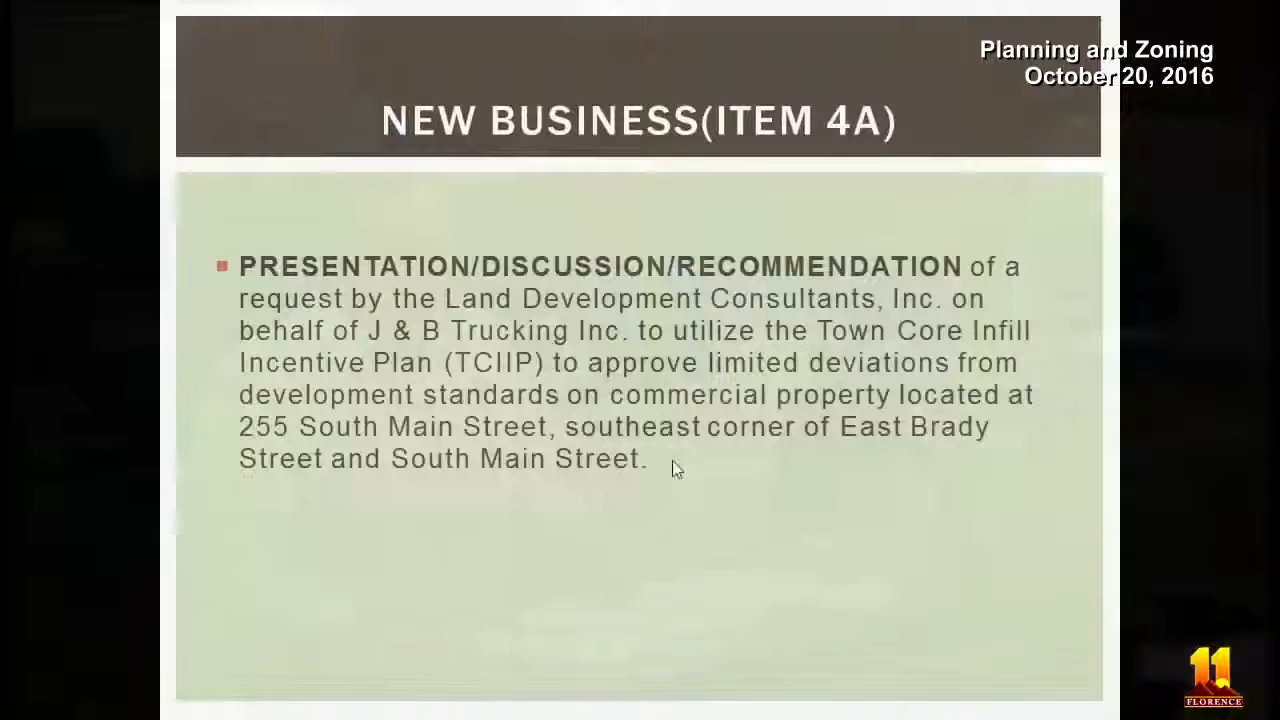 Planning and Zoning
October 20, 2016
NEW BUSINESS(ITEM 4A)
PRESENTATION/DISCUSSION/RECOMMENDATION of a
request by the Land Development Consultants, Inc. on
behalf of J & B Trucking Inc. to utilize the Town Core Infill
Incentive Plan (TCIIP) to approve limited deviations from
development standards on commercial property located at
255 South Main Street, southeast corner of East Brady
Street and South Main Street.
11
FLORENCE